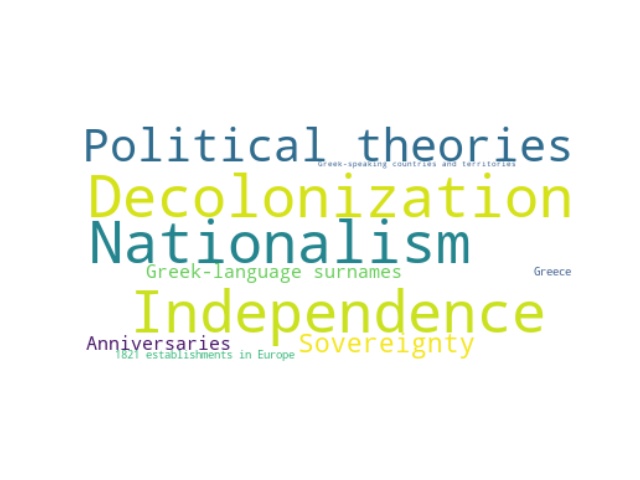 Political theories
Greek-speaking countries and territories
Decolonization
Nationalism
Greek-language surnames
Greece
Independence
Anniversaries
Sovereignty
1821 establishments in Europe